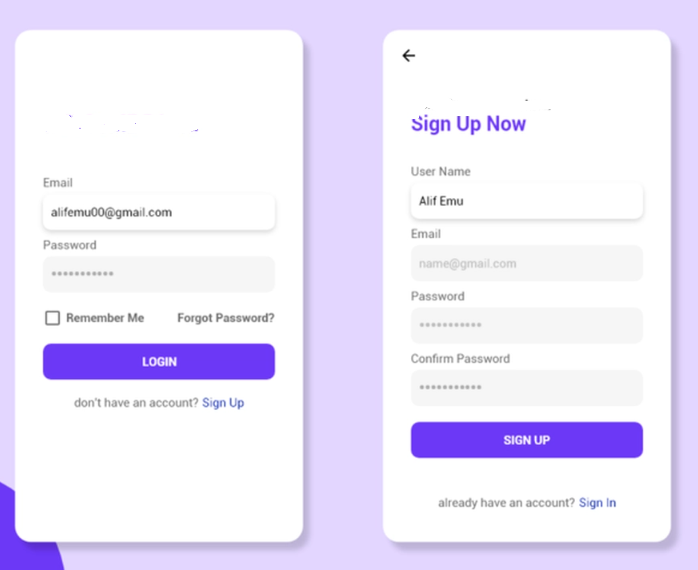 Email
alifemu00@gmail.com
Password
Remember Me
Forgot Password?
LOGIN
don't have an account? Sign Up
Sign Up Now
User Name
Alif Emu
Email
name@gmail.com
Password
Confirm Password
SIGN UP
already have an account? Sign In